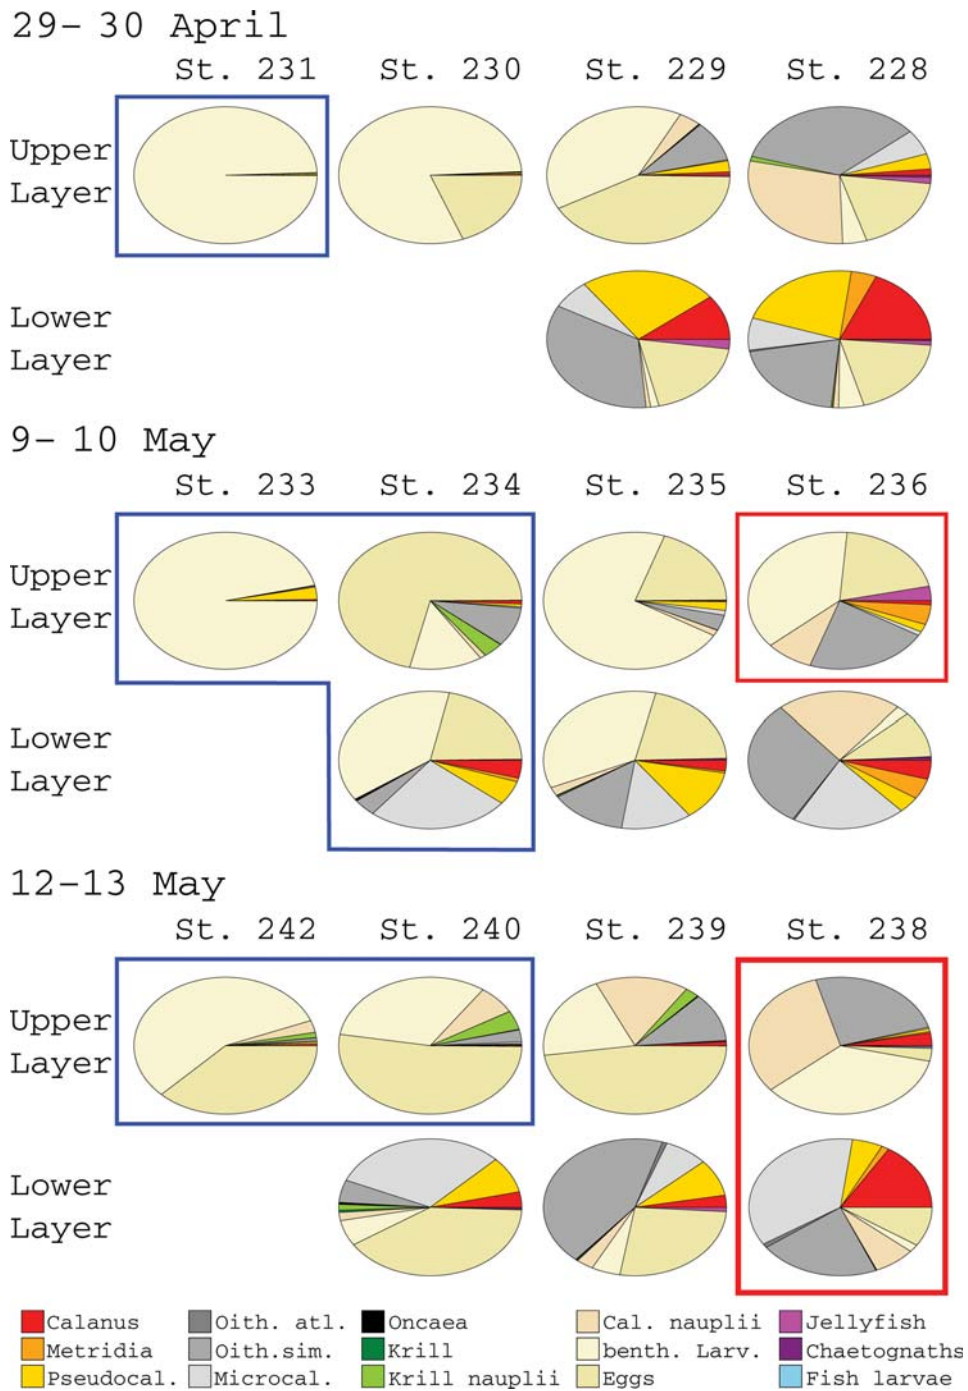 29- 30 April
St. 231 St. 230 St. 229 St. 228
Upper
Layer
Lower
Layer
9- 10 May
St. 233 St. 234 St. 235 St. 236
Upper
Layer
Lower
Layer
12-13 May
St. 242 St. 240 St. 239 St. 238
Upper
Layer
Lower
Layer
Calanus Oith. atl. Oncaea Cal. nauplii Jellyfish
Metridia Oith.sim. Krill benth. Larv. Chaetognaths
Pseudocal. Microcal. Krill nauplii Eggs Fish larvae